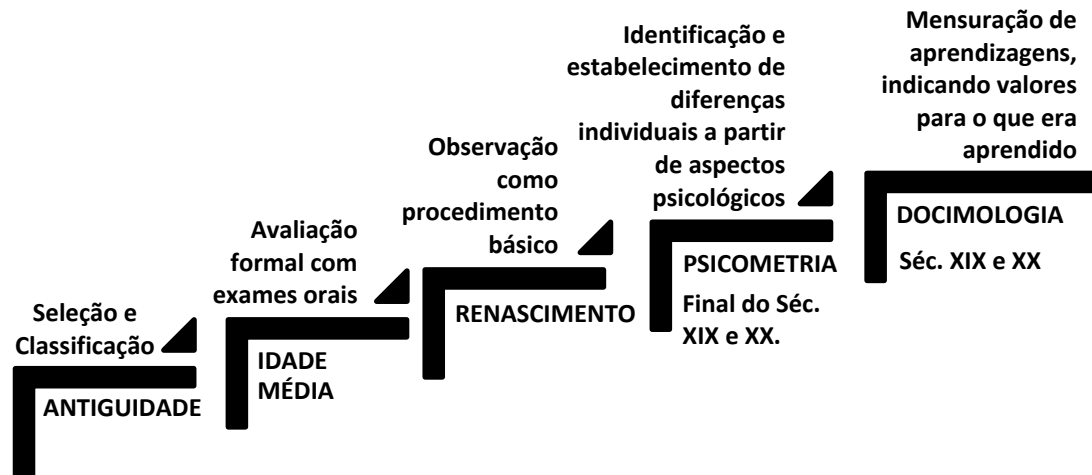 Seleção e
Classificação
ANTIGUIDADE
Avaliação
formal com
exames orais
IDADE
MÉDIA
Observação
como
procedimento
básico
RENASCIMENTO
Identificação e
estabelecimento de
diferenças
individuais a partir
de aspectos
psicológicos
PSICOMETRIA
Final do Séc.
XIX e XX.
Mensuração de
aprendizagens,
indicando valores
para o que era
aprendido
DOCIMOLOGIA
Séc. XIX e XX